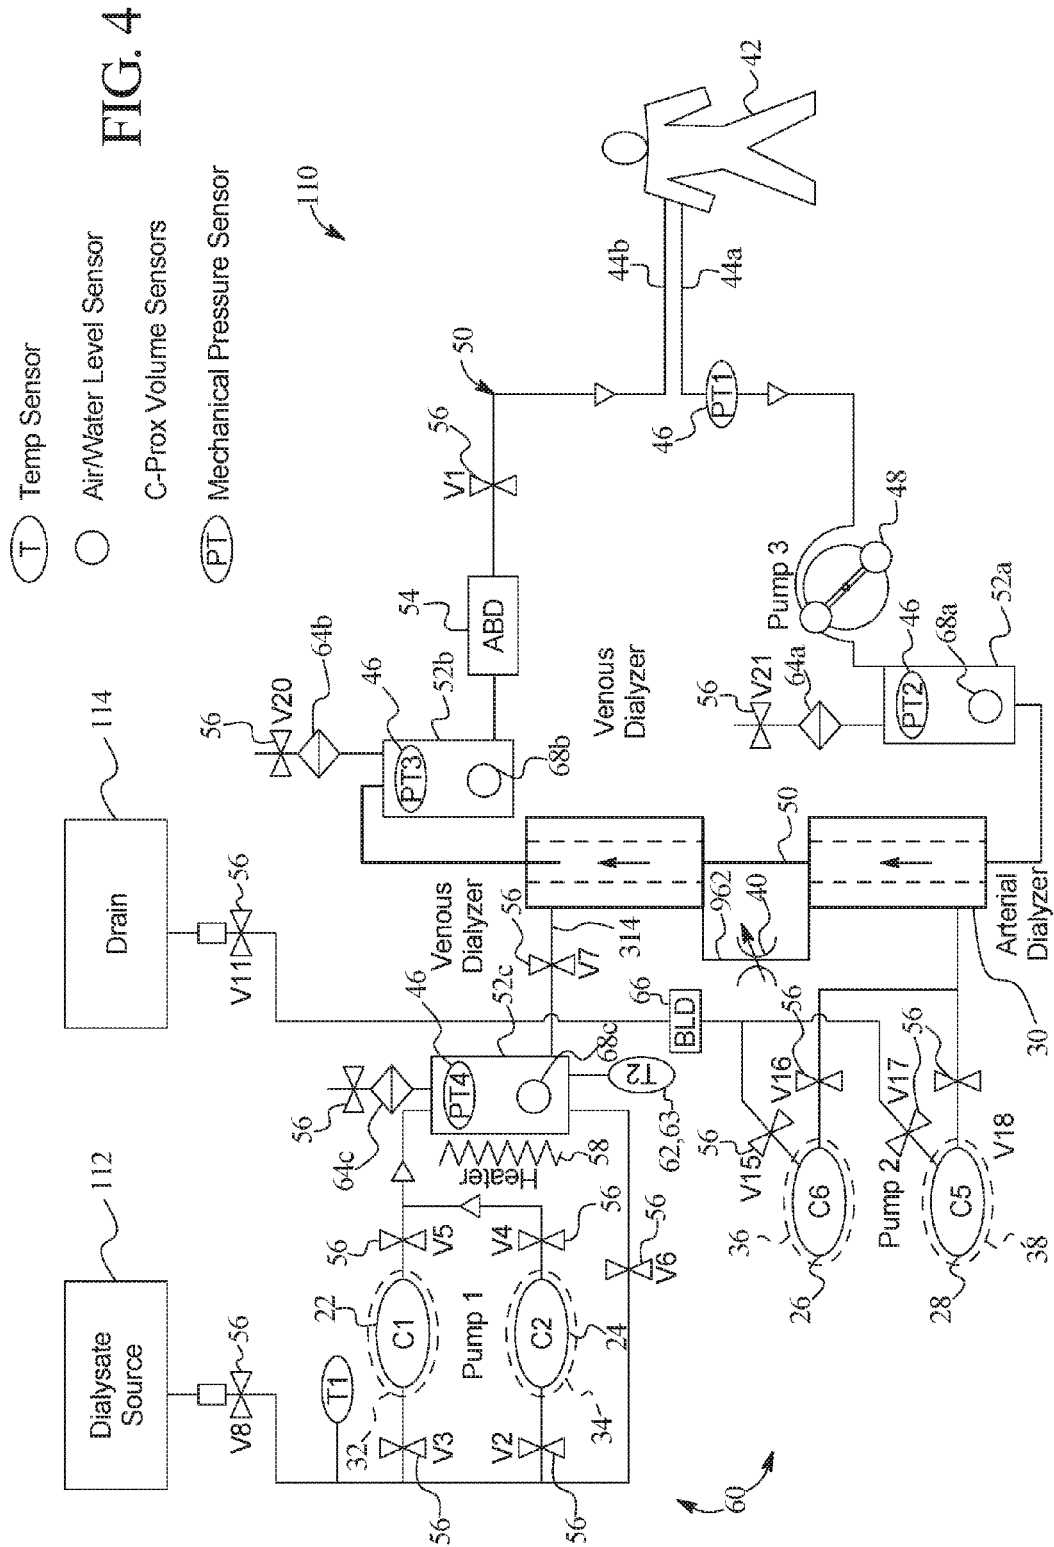 FIG. 4
T Temp Sensor
Air/Water Level Sensor
C-Prox Volume Sensors
PT Mechanical Pressure Sensor
110
112
Dialysate
Source
114
Drain
56
V8
56
V11
T1
32
22
C1
V3
56
56
V5
Pump 1
V2
56
C2
24
34
V4
56
V6
56
60
64c
56
46
PT4
52c
68c
Heater
58
T2
62,63
Venous
Dialyzer
56
V7
314
66
BLD
962
40
50
Arterial
Dialyzer
30
56
V15
V16
56
36
C6
26
Pump 2
V17
56
C5
V18
28
38
56
V20
64b
46
PT3
52b
68b
54
ABD
V1
56
50
Venous
Dialyzer
44b
44a
42
46
PT1
Pump 3
48
56
V21
64a
46
PT2
68a
52a